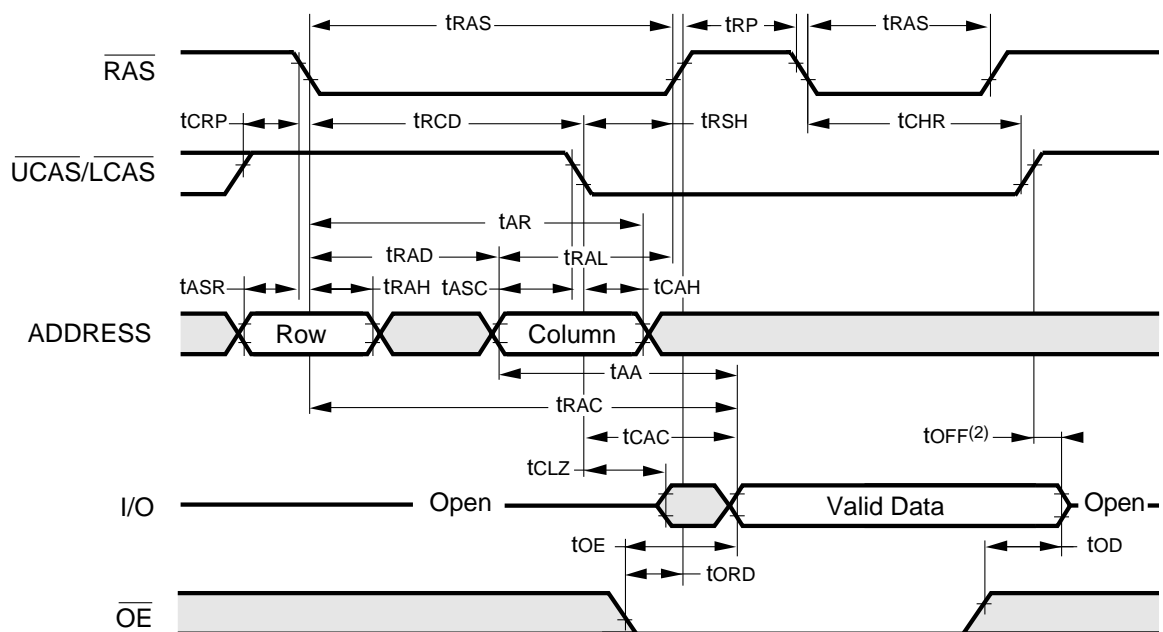 tRAS tRP tRAS
RAS
tCRP tRCD tRSH tCHR
UCAS/LCAS
tAR
tRAD tRAL
tASR tRAH tASC tCAH
ADDRESS Row Column
tAA
tRAC
tCAC tOFF(2)
tCLZ
I/O Open Valid Data Open
tOE tOD
tORD
OE